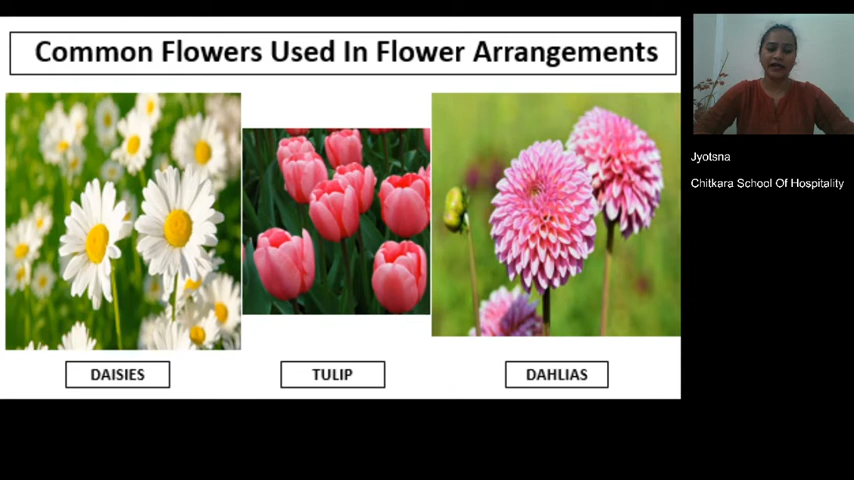 Common Flowers Used In Flower Arrangements
Jyotsna
Chitkara School Of Hospitality
DAISIES
TULIP
DAHLIAS